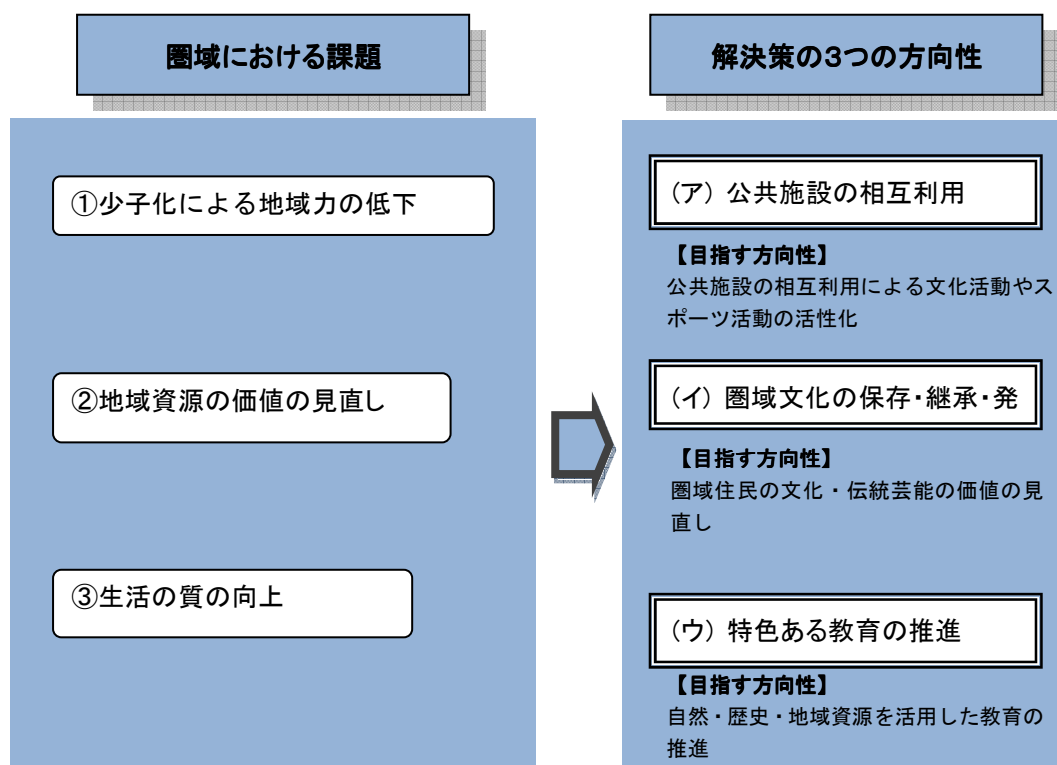 圏域における課題
①少子化による地域力の低下
②地域資源の価値の見直し
③生活の質の向上
解決策の3つの方向性
(ア) 公共施設の相互利用
【目指す方向性】
公共施設の相互利用による文化活動やス
ポーツ活動の活性化
(イ) 圏域文化の保存・継承・発
【目指す方向性】
圏域住民の文化・伝統芸能の価値の見
直し
(ウ) 特色ある教育の推進
【目指す方向性】
自然・歴史・地域資源を活用した教育の
推進